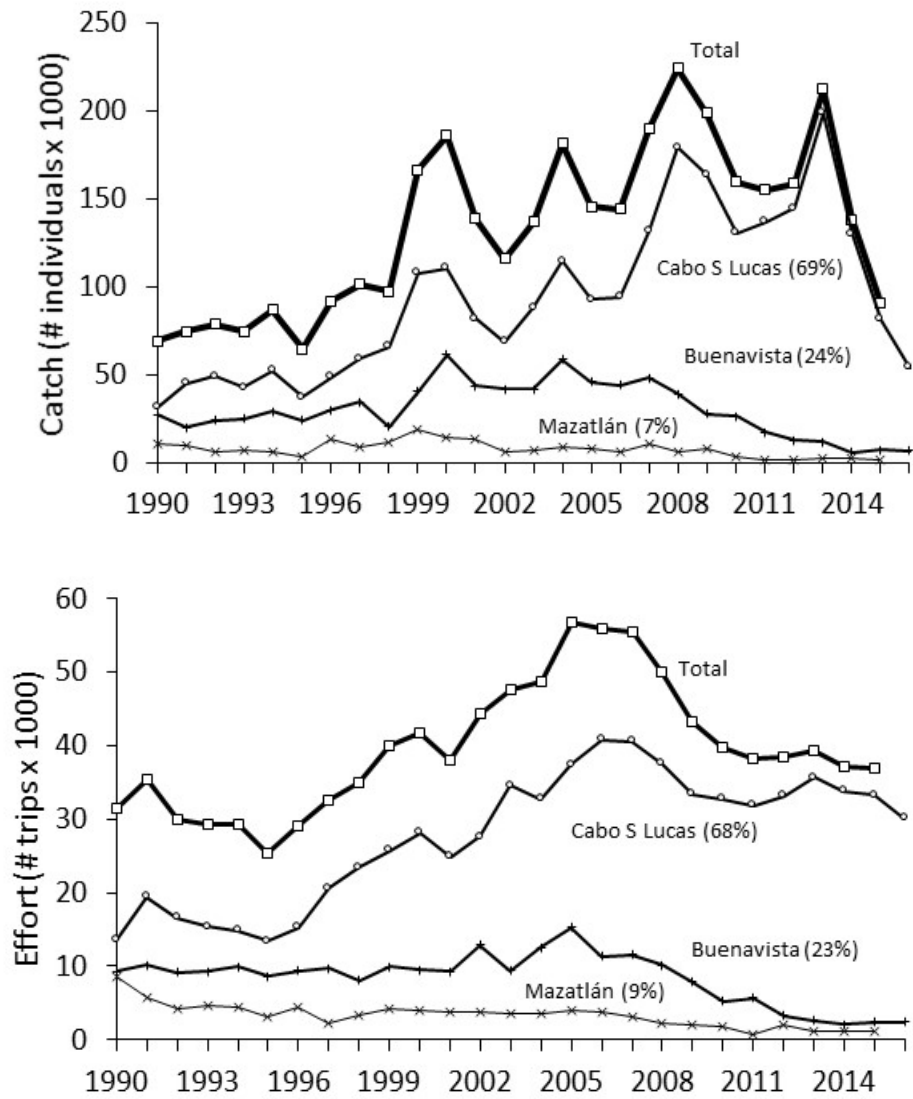 Catch (# individuals x 1000)
250
200
150
100
50
0
Total
Cabo S Lucas (69%)
Buenavista (24%)
Mazatlán (7%)
1990 1993 1996 1999 2002 2005 2008 2011 2014
Effort (# trips x 1000)
60
50
40
30
20
10
0
Total
Cabo S Lucas (68%)
Buenavista (23%)
Mazatlán (9%)
1990 1993 1996 1999 2002 2005 2008 2011 2014